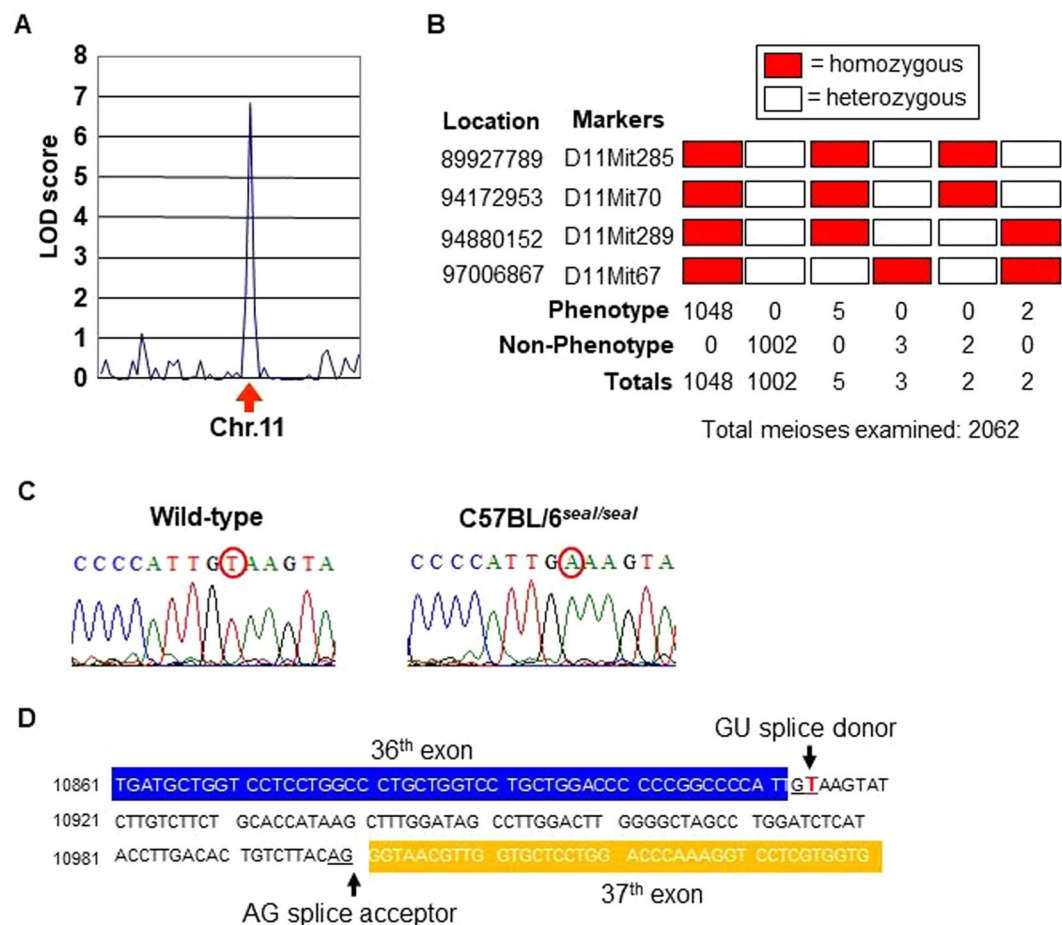 A
8
7
6
5
4
3
2
1
0
LOD score
Chr.11
B
= homozygous
= heterozygous
Location Markers
89927789 D11Mit285
94172953 D11Mit70
94880152 D11Mit289
97006867 D11Mit67
Phenotype 1048 0 5 0 0 2
Non-Phenotype 0 1002 0 3 2 0
Totals 1048 1002 5 3 2 2
Total meioses examined: 2062
C
Wild-type
C57BL/6seal/seal
C C C C A T T G T A A G T A
C C C C A T T G A A A G T A
D
GU splice donor
36th exon
10861 TGATGCTGGT CCTCCTGGCC CTGCTGGTCC TGCTGGACCC CCCGGCCCCA TTGTAAGTAT
10921 CTTGTCTTCT GCACCATAAG CTTTGGATAG CCTTGGACTT GGGGCTAGCC TGGATCTCAT
10981 ACCTTGACAC TGTCTTACAG GGTAACGTTG GTGCTCCTGG ACCCAAAGGT CCTCGTGGTG
37th exon
AG splice acceptor